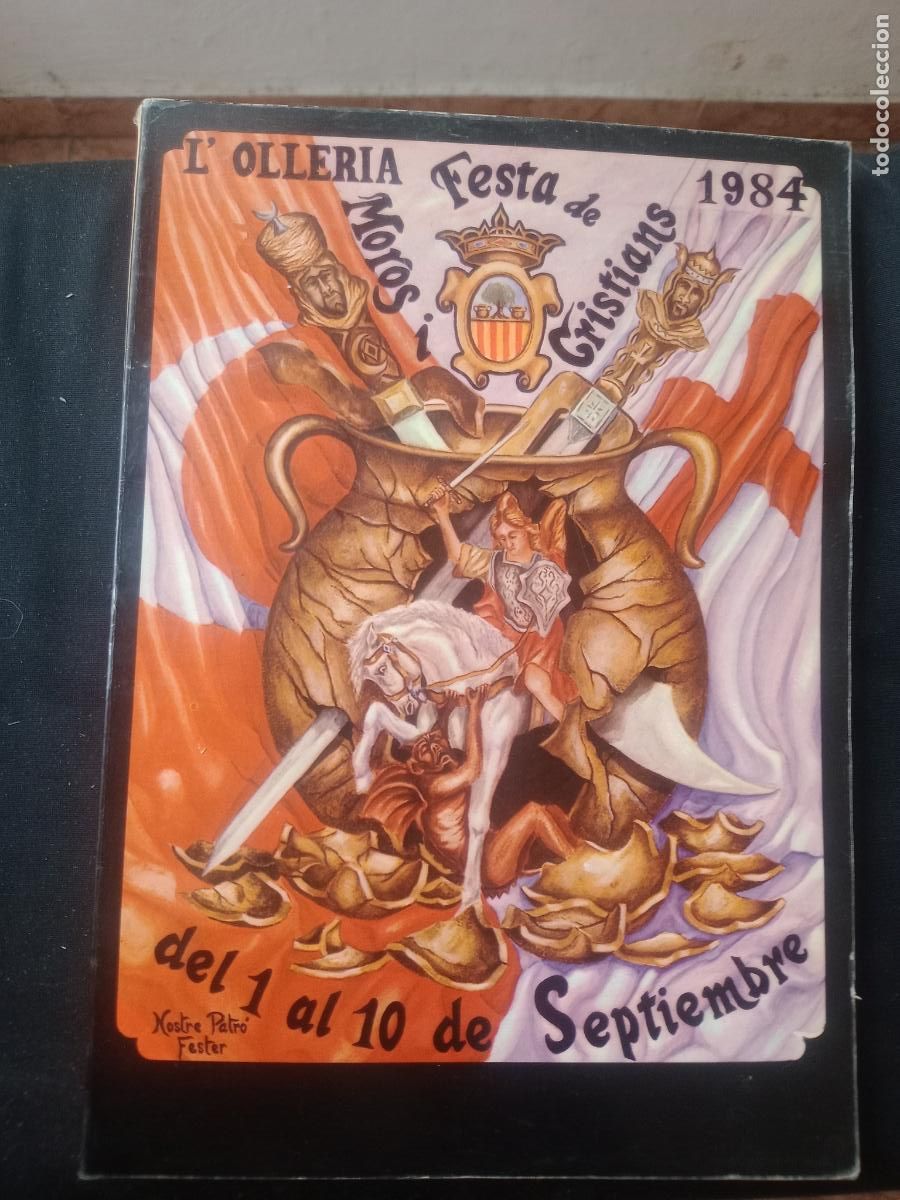 L' OLLERIA
Festa de
Moros i Cristians
1984
del 1 al 10 de Septiembre
Nostre Patró
Fester
todocoleccion